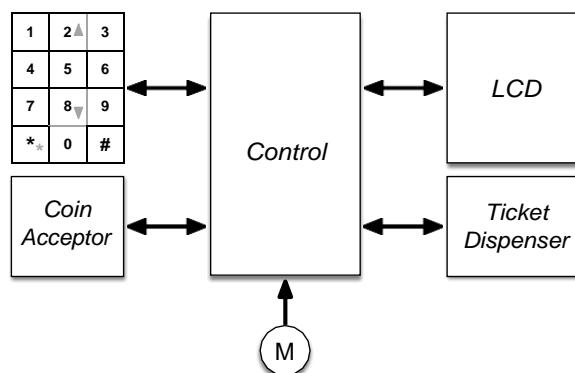 1 2 3
4 5 6
7 8 9
* * 0 #
Control
LCD
Coin
Acceptor
Ticket
Dispenser
M